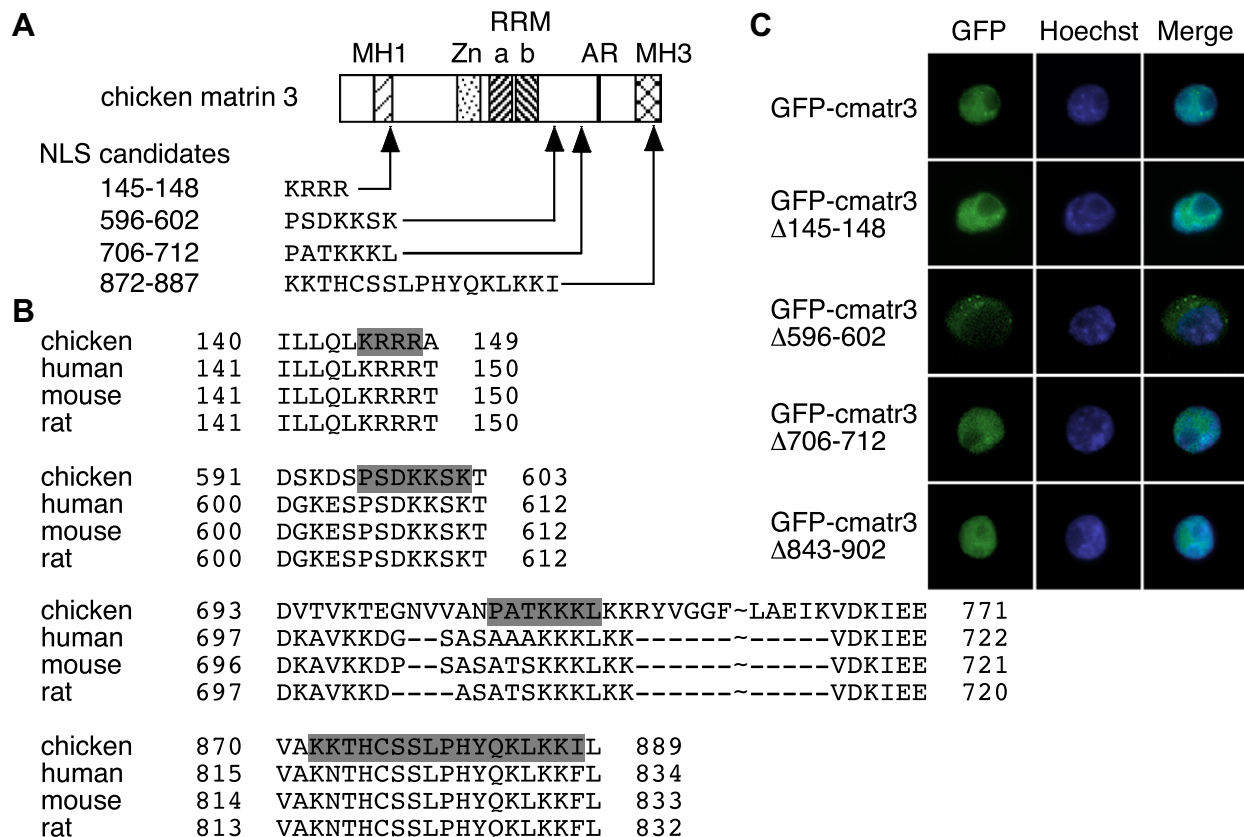 A
RRM
MH1 Zn a b AR MH3
chicken matrin 3
NLS candidates
145-148 KRRR
596-602 PSDKKSK
706-712 PATKKKL
872-887 KKTHCSSLPHYQKLKKI
B
chicken 140 ILLQLKRRRA 149
human 141 ILLQLKRRRT 150
mouse 141 ILLQLKRRRT 150
rat 141 ILLQLKRRRT 150
chicken 591 DSKDSPSDKKSKT 603
human 600 DGKESPSDKKSKT 612
mouse 600 DGKESPSDKKSKT 612
rat 600 DGKESPSDKKSKT 612
chicken 693 DVTVKTEGNVVANPATKKKLKKRYVGGF~LAEIKVDKIEE 771
human 697 DKAVKKDG--SASAAAKKKLKK------~-----VDKIEE 722
mouse 696 DKAVKKDP--SASATSKKKLKK------~-----VDKIEE 721
rat 697 DKAVKKD----ASATSKKKLKK------~-----VDKIEE 720
chicken 870 VAKKTHCSSLPHYQKLKKIL 889
human 815 VAKNTHCSSLPHYQKLKKFL 834
mouse 814 VAKNTHCSSLPHYQKLKKFL 833
rat 813 VAKNTHCSSLPHYQKLKKFL 832
C
GFP Hoechst Merge
GFP-cmatr3
GFP-cmatr3
Δ145-148
GFP-cmatr3
Δ596-602
GFP-cmatr3
Δ706-712
GFP-cmatr3
Δ843-902